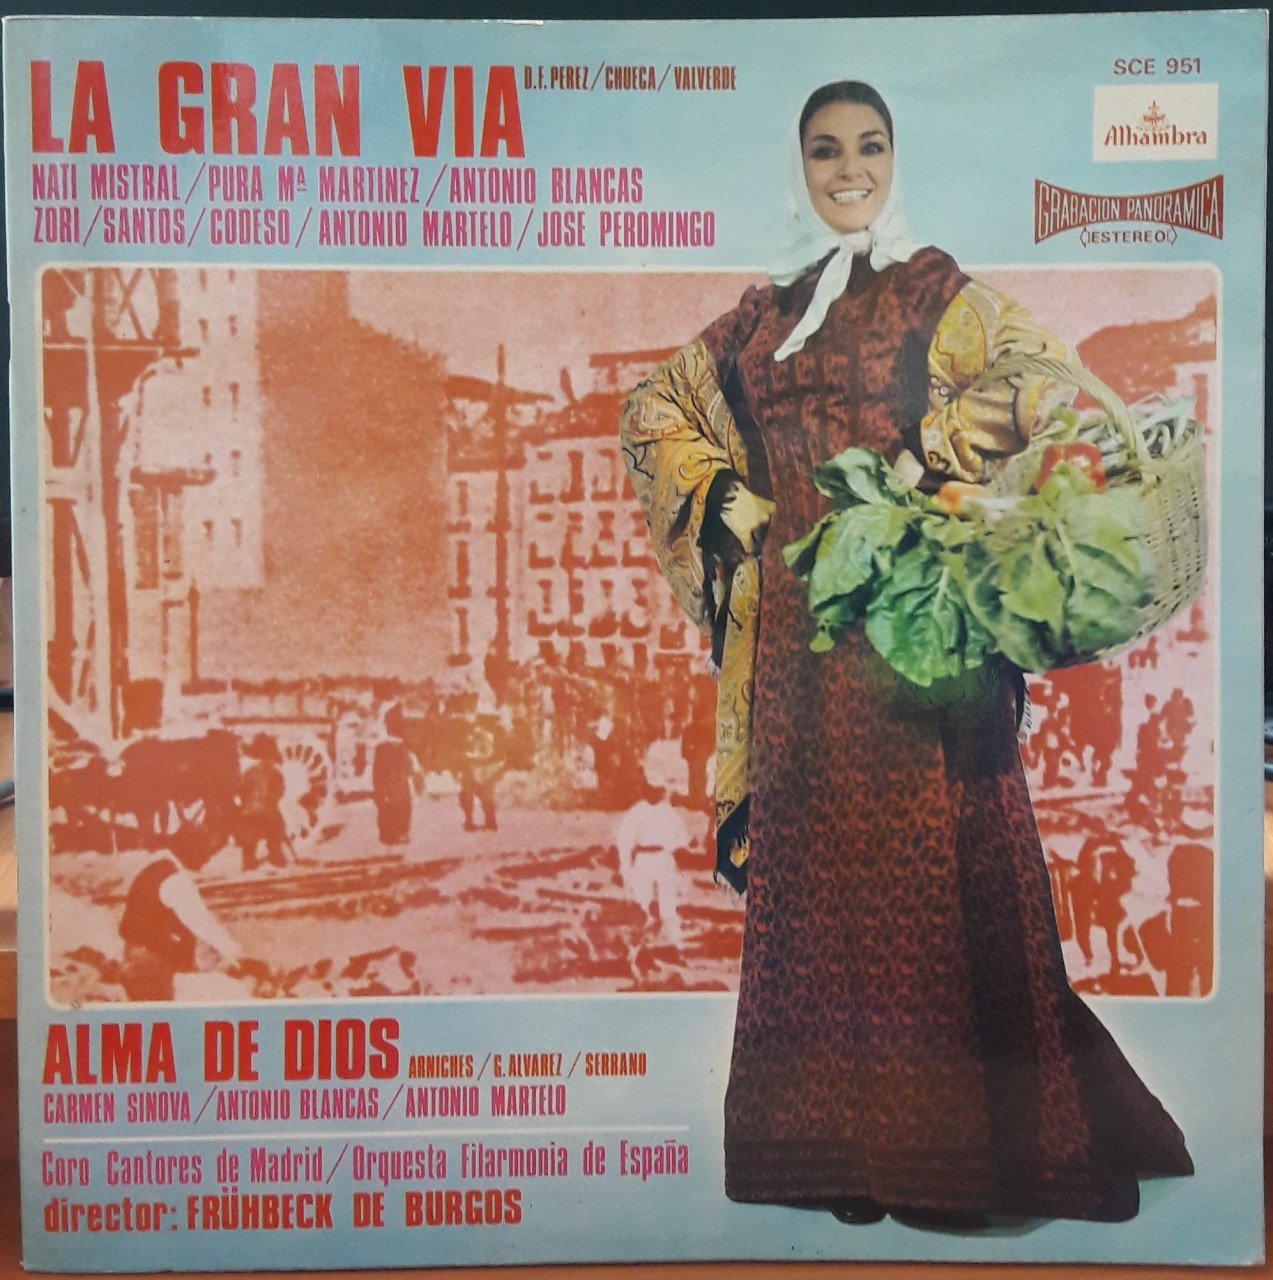 LA GRAN VIA D.F. PEREZ/CHUECA/VALVERDE
NATI MISTRAL/PURA Mª MARTINEZ/ANTONIO BLANCAS
ZORI/SANTOS/CODESO/ANTONIO MARTELO/JOSE PEROMINGO
SCE 951
Alhambra
GRABACION PANORAMICA
ESTEREO
ALMA DE DIOS ARNICHES/G. ALVAREZ/SERRANO
CARMEN SINOVA/ANTONIO BLANCAS/ANTONIO MARTELO
Coro Cantores de Madrid/Orquesta Filarmonia de España
director: FRÜHBECK DE BURGOS